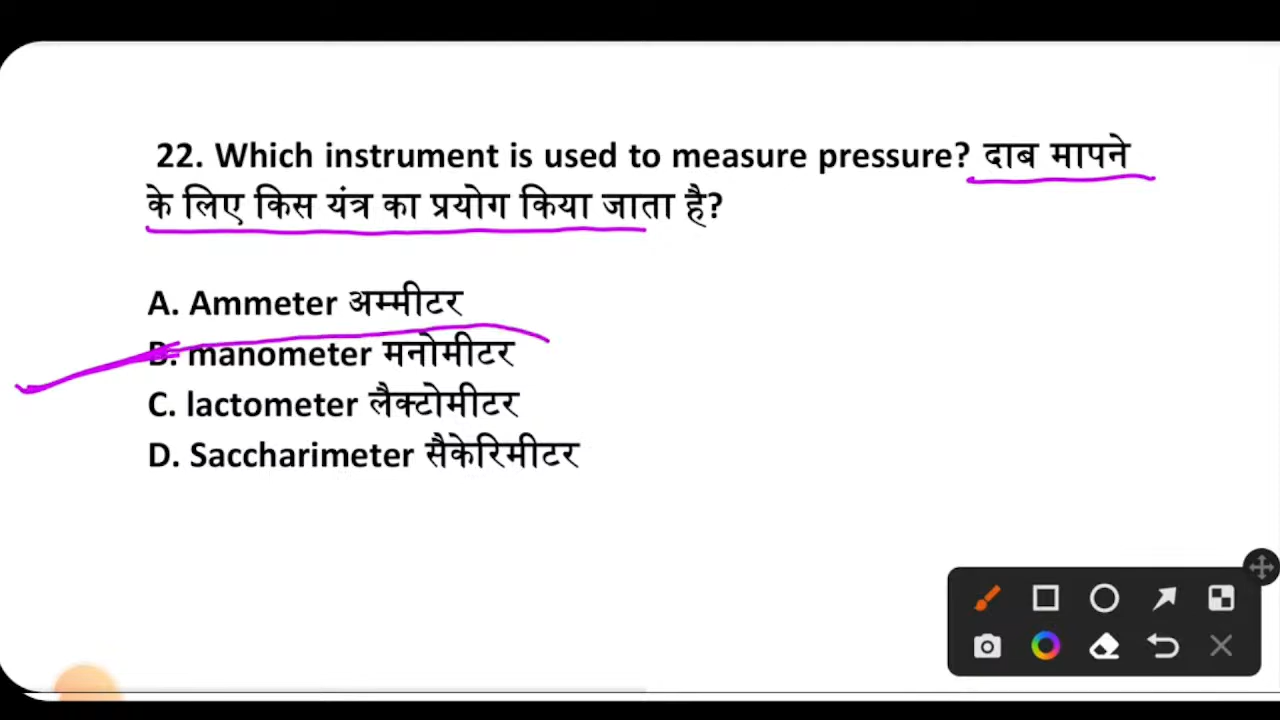 22. Which instrument is used to measure pressure? दाब मापने
के लिए किस यंत्र का प्रयोग किया जाता है?
A. Ammeter अम्मीटर
B. manometer मनोमीटर
C. lactometer लैक्टोमीटर
D. Saccharimeter सैकेरिमीटर